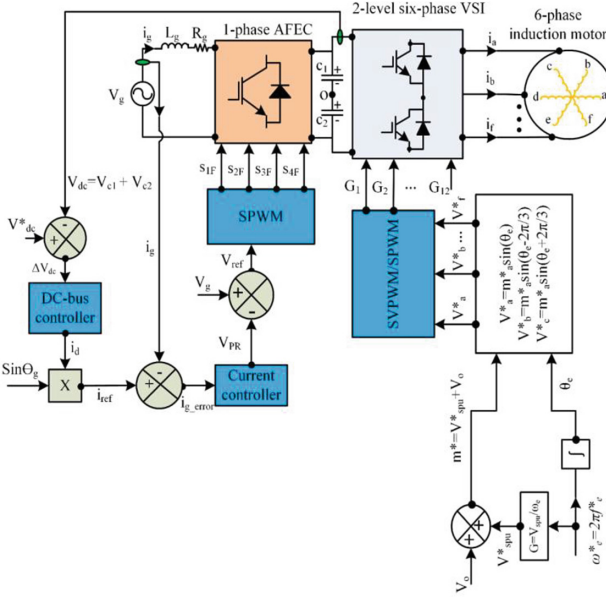 1-phase AFEC
2-level six-phase VSI
6-phase
induction motor
i_g
L_g
R_g
V_g
c_1
O
c_2
i_a
i_b
i_f
c
b
d
a
e
f
S_1F
S_2F
S_3F
S_4F
G_1
G_2
...
G_12
V_dc=V_c1 + V_c2
V*_dc
ΔV_dc
i_g
SPWM
V_ref
V_g
V_PR
DC-bus
controller
i_d
SinΘ_g
X
i_ref
i_g_error
Current
controller
SVPWM/SPWM
V*_f
V*_b ...
V*_a
V*_a=m*_a sin(θ_e)
V*_b=m*_a sin(θ_e-2π/3)
V*_c=m*_a sin(θ_e+2π/3)
m*=V*_spu+V_o
θ_e
∫
G=V_spu/ω_e
V*_spu
V_o
ω*_e=2πf*_e